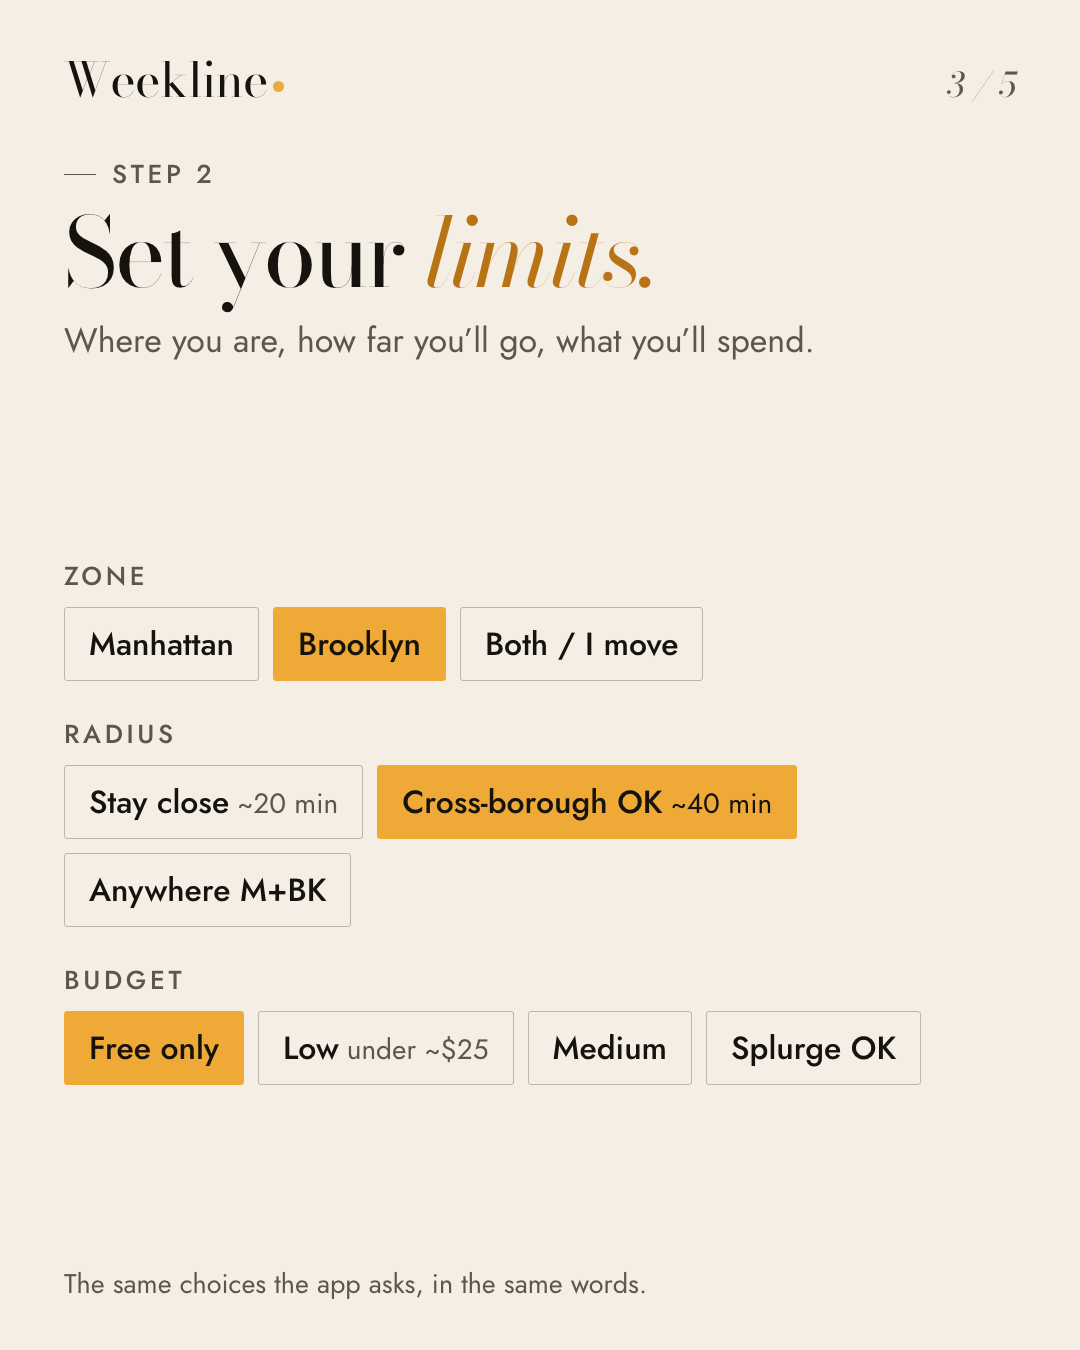 Weekline
3 / 5
— STEP 2
Set your limits.
Where you are, how far you’ll go, what you’ll spend.
ZONE
Manhattan Brooklyn Both / I move
RADIUS
Stay close ~20 min Cross-borough OK ~40 min
Anywhere M+BK
BUDGET
Free only Low under ~$25 Medium Splurge OK
The same choices the app asks, in the same words.